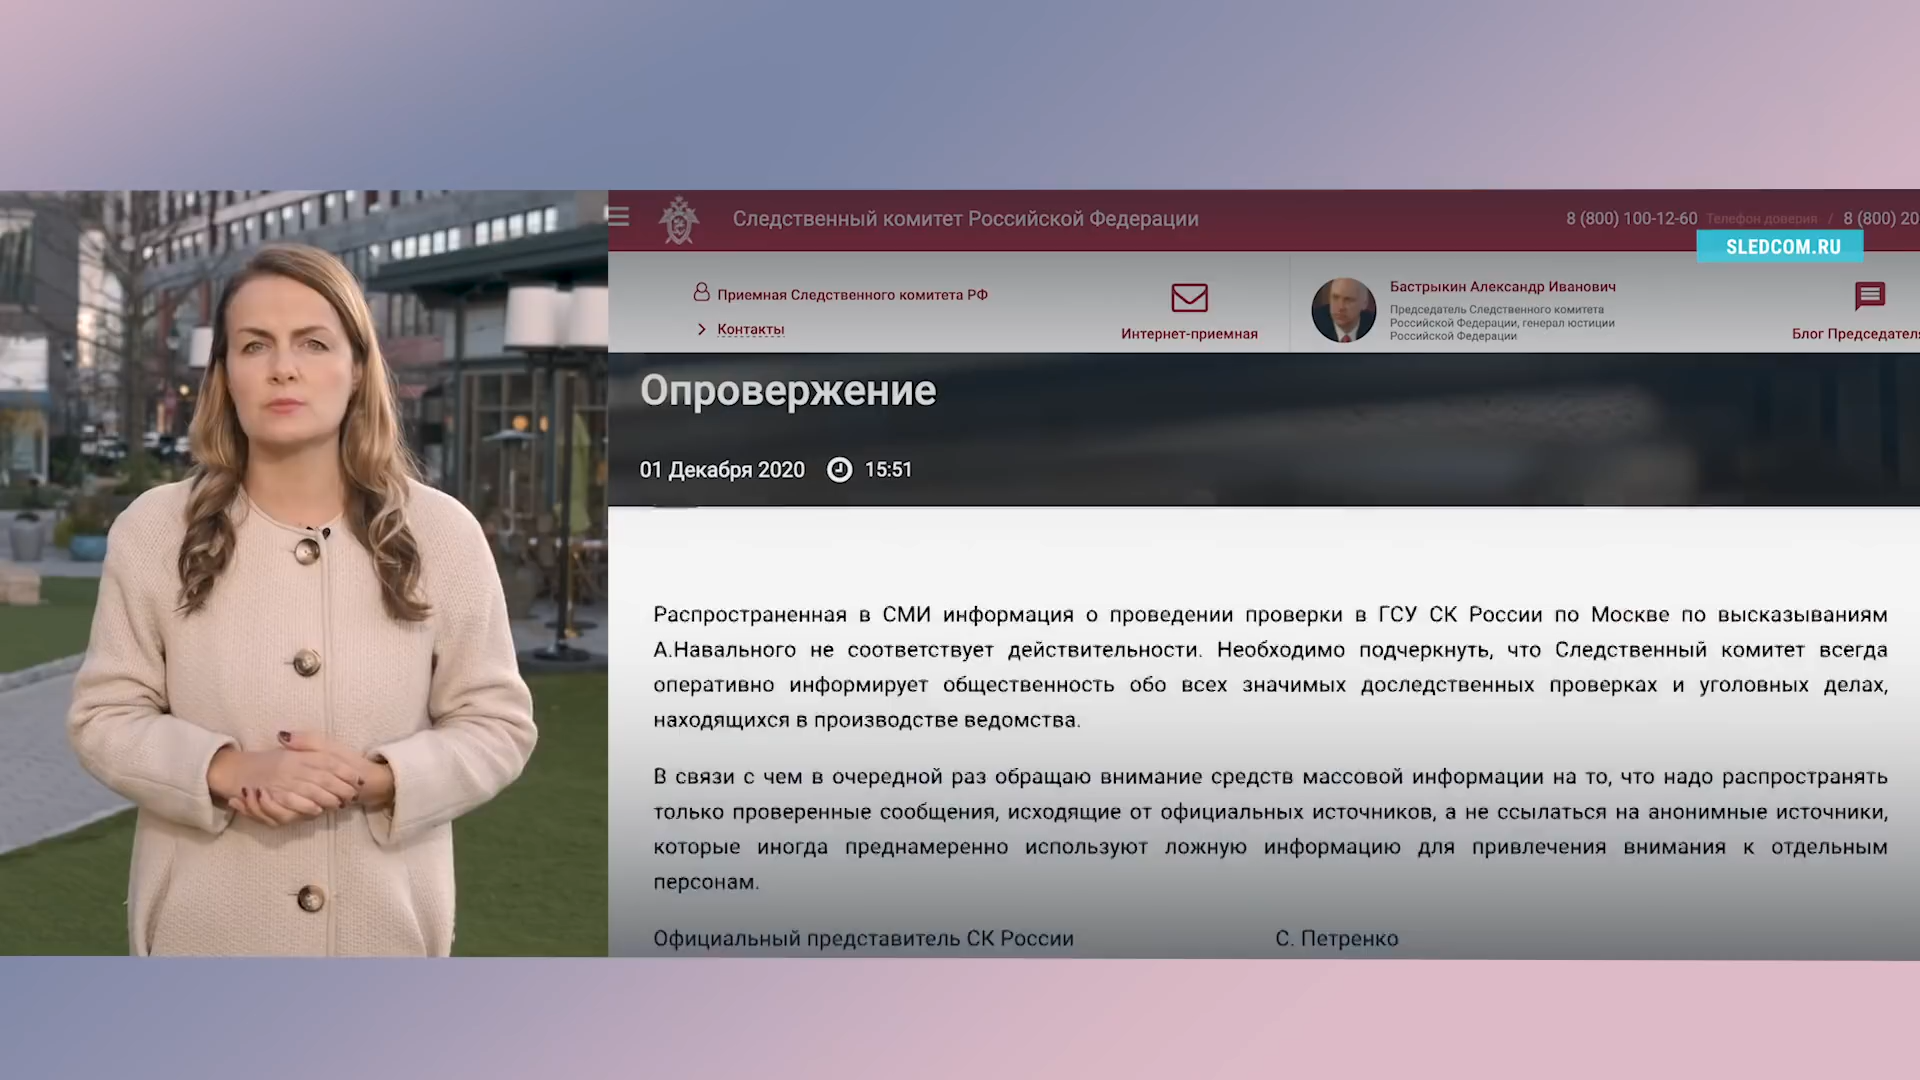 Следственный комитет Российской Федерации
8 (800) 100-12-60 Телефон доверия / 8 (800) 20
SLEDCOM.RU
Приемная Следственного комитета РФ
Контакты
Интернет-приемная
Бастрыкин Александр Иванович
Председатель Следственного комитета
Российской Федерации, генерал юстиции
Российской Федерации
Блог Председателя
Опровержение
01 Декабря 2020 15:51
Распространенная в СМИ информация о проведении проверки в ГСУ СК России по Москве по высказываниям
А.Навального не соответствует действительности. Необходимо подчеркнуть, что Следственный комитет всегда
оперативно информирует общественность обо всех значимых доследственных проверках и уголовных делах,
находящихся в производстве ведомства.
В связи с чем в очередной раз обращаю внимание средств массовой информации на то, что надо распространять
только проверенные сообщения, исходящие от официальных источников, а не ссылаться на анонимные источники,
которые иногда преднамеренно используют ложную информацию для привлечения внимания к отдельным
персонам.
Официальный представитель СК России С. Петренко